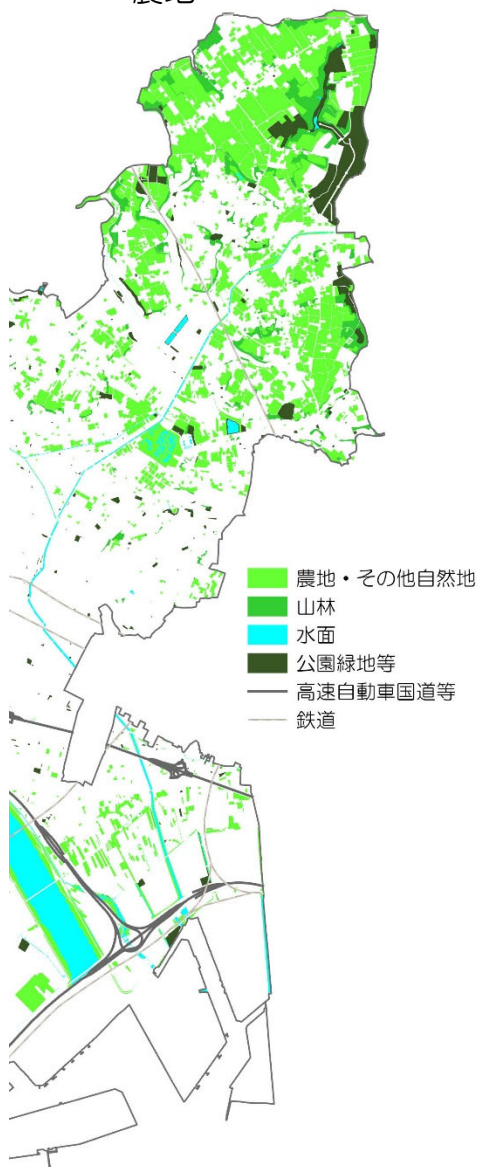 農地
農地・その他自然地
山林
水面
公園緑地等
高速自動車国道等
鉄道